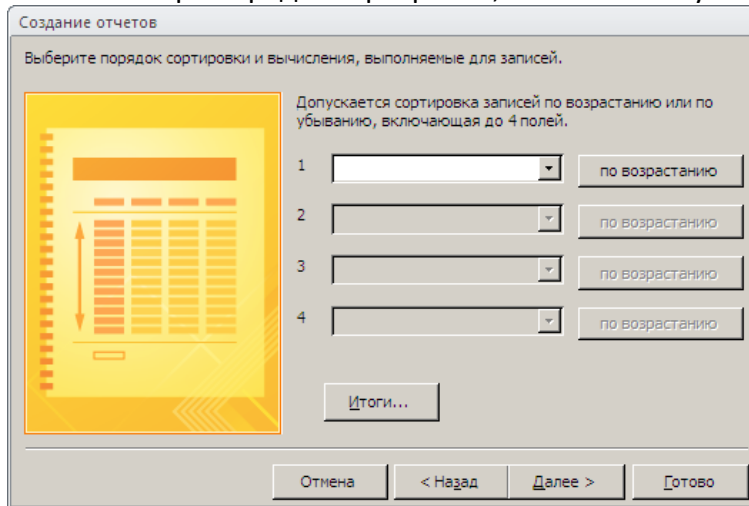 Создание отчетов
Выберите порядок сортировки и вычисления, выполняемые для записей.
Допускается сортировка записей по возрастанию или по
убыванию, включающая до 4 полей.
1 по возрастанию
2 по возрастанию
3 по возрастанию
4 по возрастанию
Итоги...
Отмена < Назад Далее > Готово